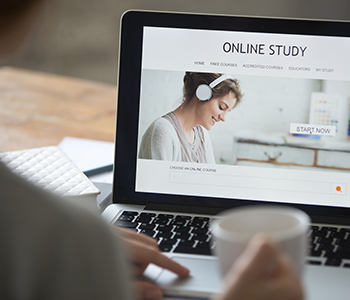 ONLINE STUDY
HOME FREE COURSES ACCREDITED COURSES EDUCATORS MY STUDY
START NOW
CHOOSE AN ONLINE COURSE